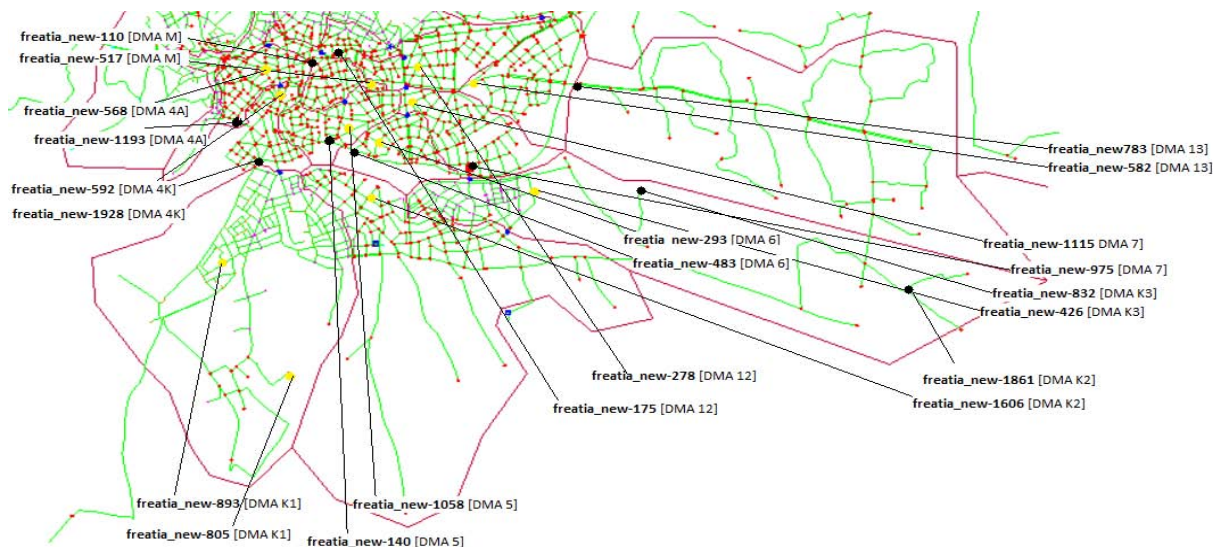 freatia_new-110 [DMA M]
freatia_new-517 [DMA M]
freatia_new-568 [DMA 4A]
freatia_new-1193 [DMA 4A]
freatia_new-592 [DMA 4K]
freatia_new-1928 [DMA 4K]
freatia_new783 [DMA 13]
freatia_new-582 [DMA 13]
freatia_new-293 [DMA 6]
freatia_new-483 [DMA 6]
freatia_new-1115 DMA 7]
freatia_new-975 [DMA 7]
freatia_new-832 [DMA K3]
freatia_new-426 [DMA K3]
freatia_new-278 [DMA 12]
freatia_new-175 [DMA 12]
freatia_new-1861 [DMA K2]
freatia_new-1606 [DMA K2]
freatia_new-893 [DMA K1]
freatia_new-805 [DMA K1]
freatia_new-1058 [DMA 5]
freatia_new-140 [DMA 5]